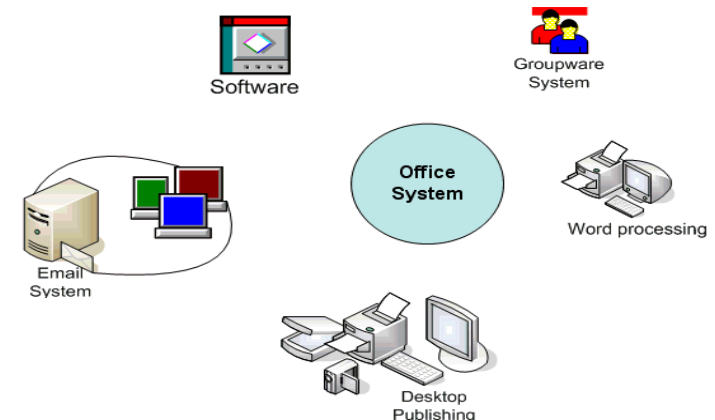 Software
Groupware
System
Office
System
Word processing
Email
System
Desktop
Publishing